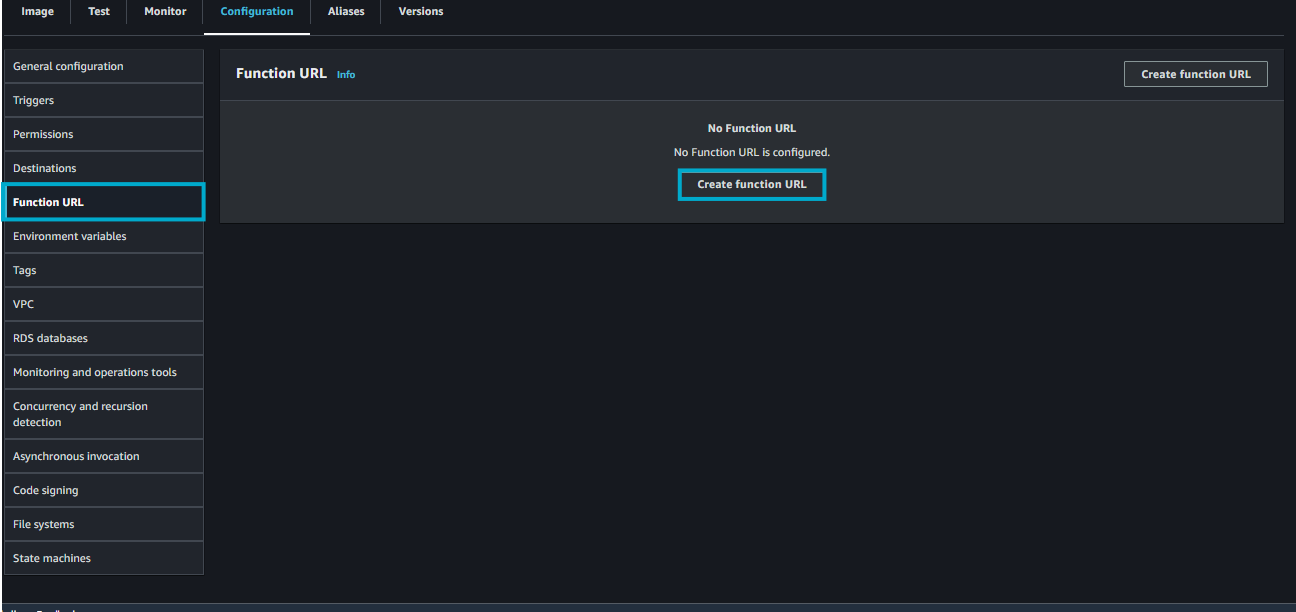 Image Test Monitor Configuration Aliases Versions
General configuration
Triggers
Permissions
Destinations
Function URL
Environment variables
Tags
VPC
RDS databases
Monitoring and operations tools
Concurrency and recursion
detection
Asynchronous invocation
Code signing
File systems
State machines
Function URL Info
Create function URL
No Function URL
No Function URL is configured.
Create function URL